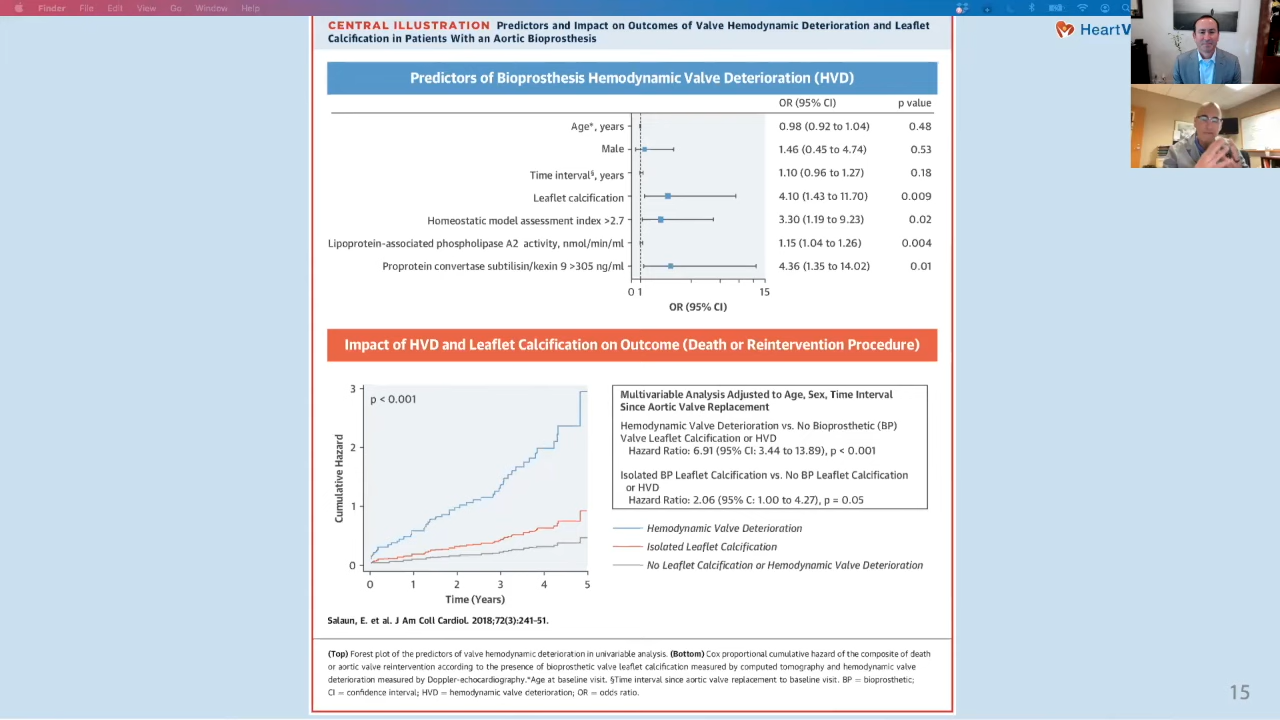 Finder File Edit View Go Window Help
CENTRAL ILLUSTRATION Predictors and Impact on Outcomes of Valve Hemodynamic Deterioration and Leaflet
Calcification in Patients With an Aortic Bioprosthesis
HeartV
Predictors of Bioprosthesis Hemodynamic Valve Deterioration (HVD)
OR (95% CI) p value
Age*, years 0.98 (0.92 to 1.04) 0.48
Male 1.46 (0.45 to 4.74) 0.53
Time interval§, years 1.10 (0.96 to 1.27) 0.18
Leaflet calcification 4.10 (1.43 to 11.70) 0.009
Homeostatic model assessment index >2.7 3.30 (1.19 to 9.23) 0.02
Lipoprotein-associated phospholipase A2 activity, nmol/min/ml 1.15 (1.04 to 1.26) 0.004
Proprotein convertase subtilisin/kexin 9 >305 ng/ml 4.36 (1.35 to 14.02) 0.01
0 1 15
OR (95% CI)
Impact of HVD and Leaflet Calcification on Outcome (Death or Reintervention Procedure)
3
2
1
0
Cumulative Hazard
p < 0.001
0 1 2 3 4 5
Time (Years)
Multivariable Analysis Adjusted to Age, Sex, Time Interval
Since Aortic Valve Replacement
Hemodynamic Valve Deterioration vs. No Bioprosthetic (BP)
Valve Leaflet Calcification or HVD
Hazard Ratio: 6.91 (95% CI: 3.44 to 13.89), p < 0.001
Isolated BP Leaflet Calcification vs. No BP Leaflet Calcification
or HVD
Hazard Ratio: 2.06 (95% C: 1.00 to 4.27), p = 0.05
Hemodynamic Valve Deterioration
Isolated Leaflet Calcification
No Leaflet Calcification or Hemodynamic Valve Deterioration
Salaun, E. et al. J Am Coll Cardiol. 2018;72(3):241–51.
(Top) Forest plot of the predictors of valve hemodynamic deterioration in univariable analysis. (Bottom) Cox proportional cumulative hazard of the composite of death
or aortic valve reintervention according to the presence of bioprosthetic valve leaflet calcification measured by computed tomography and hemodynamic valve
deterioration measured by Doppler-echocardiography.*Age at baseline visit. §Time interval since aortic valve replacement to baseline visit. BP = bioprosthetic;
CI = confidence interval; HVD = hemodynamic valve deterioration; OR = odds ratio.
15